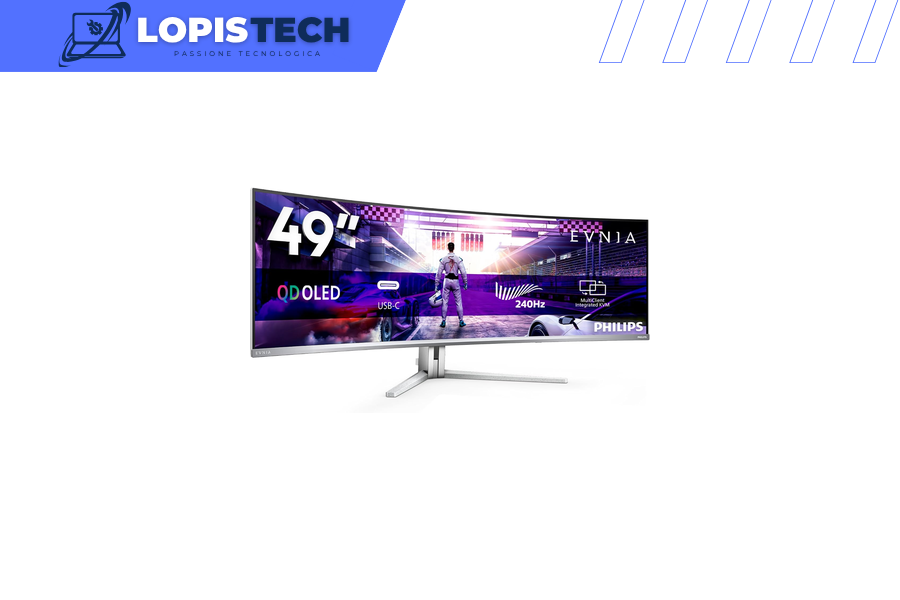 LOPISTECH
PASSIONE TECNOLOGICA
49"
EVNIA
QD OLED
USB-C
240Hz
MultiClient
Integrated KVM
PHILIPS
EVNIA